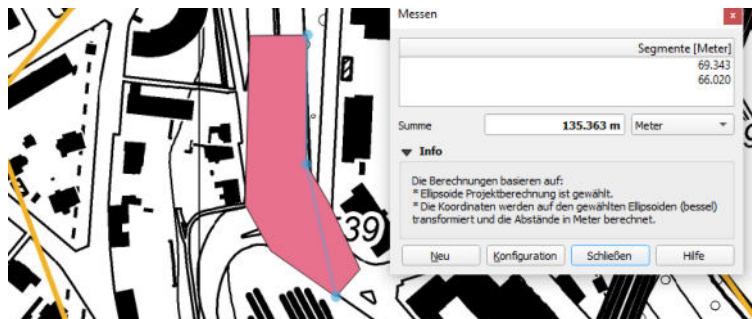 Messen
x
Segmente [Meter]
69.343
66.020
Summe
135.363 m
Meter
Info
Die Berechnungen basieren auf:
* Ellipsoide Projektberechnung ist gewählt.
* Die Koordinaten werden auf den gewählten Ellipsoiden (bessel)
transformiert und die Abstände in Meter berechnet.
Neu
Konfiguration
Schließen
Hilfe
539